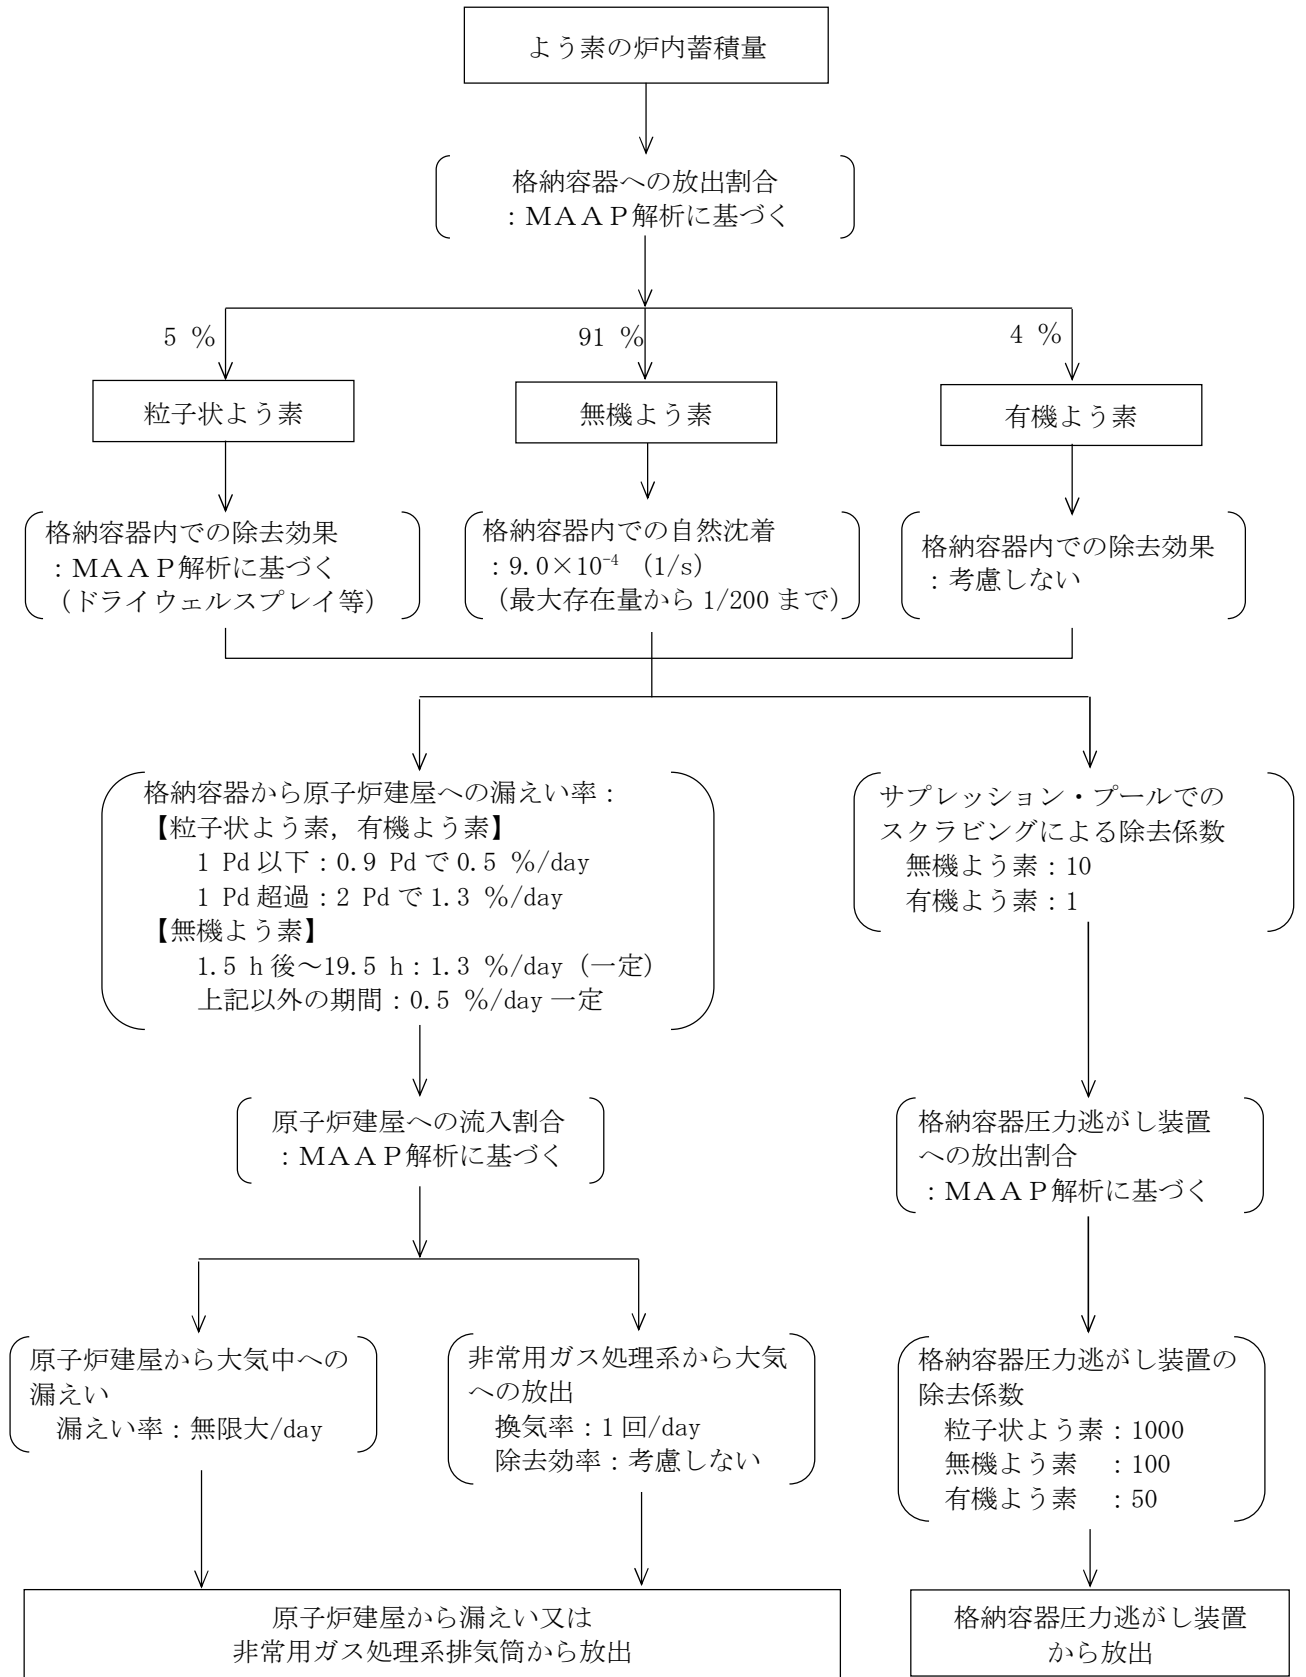 よう素の炉内蓄積量
格納容器への放出割合
：ＭＡＡＰ解析に基づく
5 %
91 %
4 %
粒子状よう素
無機よう素
有機よう素
格納容器内での除去効果
：ＭＡＡＰ解析に基づく
（ドライウェルスプレイ等）
格納容器内での自然沈着
：9.0×10⁻⁴ （1/s）
（最大存在量から 1/200 まで）
格納容器内での除去効果
：考慮しない
格納容器から原子炉建屋への漏えい率：
【粒子状よう素，有機よう素】
1 Pd 以下：0.9 Pd で 0.5 %/day
1 Pd 超過：2 Pd で 1.3 %/day
【無機よう素】
1.5 h 後～19.5 h：1.3 %/day（一定）
上記以外の期間：0.5 %/day 一定
サプレッション・プールでの
スクラビングによる除去係数
無機よう素：10
有機よう素：1
原子炉建屋への流入割合
：ＭＡＡＰ解析に基づく
格納容器圧力逃がし装置
への放出割合
：ＭＡＡＰ解析に基づく
原子炉建屋から大気中への
漏えい
漏えい率：無限大/day
非常用ガス処理系から大気
への放出
換気率：1 回/day
除去効率：考慮しない
格納容器圧力逃がし装置の
除去係数
粒子状よう素：1000
無機よう素　：100
有機よう素　：50
原子炉建屋から漏えい又は
非常用ガス処理系排気筒から放出
格納容器圧力逃がし装置
から放出